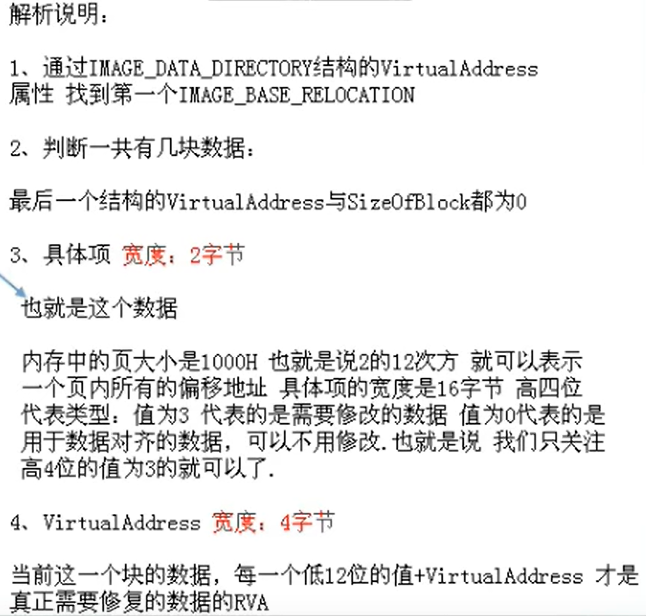 解析说明：
1、通过IMAGE_DATA_DIRECTORY结构的VirtualAddress
属性 找到第一个IMAGE_BASE_RELOCATION
2、判断一共有几块数据：
最后一个结构的VirtualAddress与SizeOfBlock都为0
3、具体项 宽度：2字节
也就是这个数据
内存中的页大小是1000H 也就是说2的12次方 就可以表示
一个页内所有的偏移地址 具体项的宽度是16字节 高四位
代表类型：值为3 代表的是需要修改的数据 值为0代表的是
用于数据对齐的数据，可以不用修改.也就是说 我们只关注
高4位的值为3的就可以了.
4、VirtualAddress 宽度：4字节
当前这一个块的数据，每一个低12位的值+VirtualAddress 才是
真正需要修复的数据的RVA